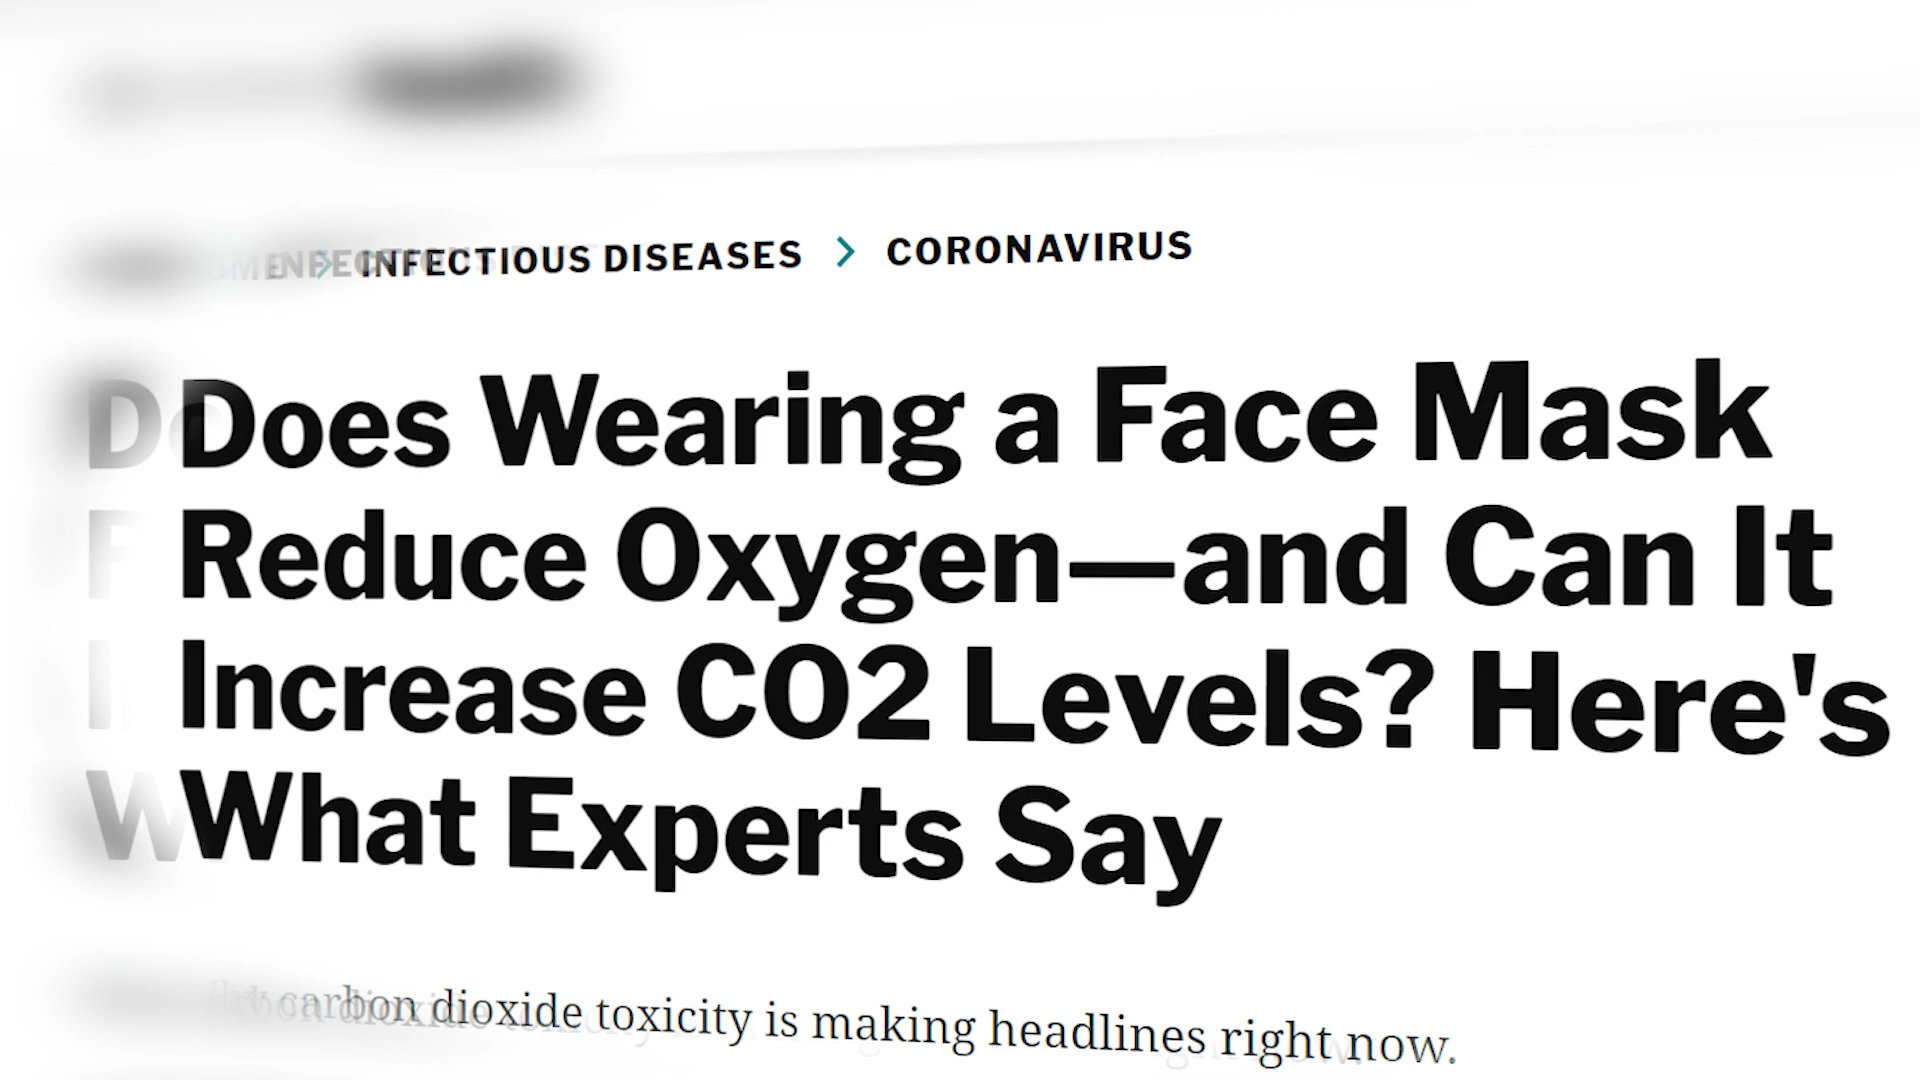 INFECTIOUS DISEASES > CORONAVIRUS
Does Wearing a Face Mask
Reduce Oxygen—and Can It
Increase CO2 Levels? Here's
What Experts Say
carbon dioxide toxicity is making headlines right now.